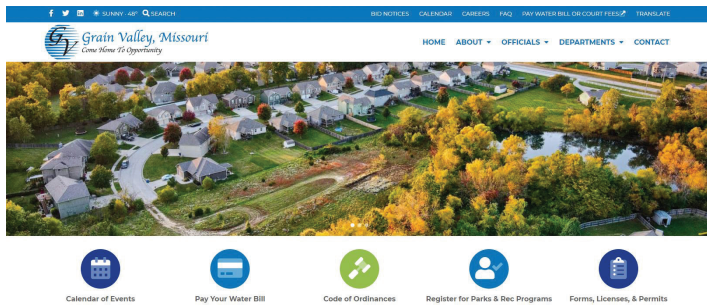 SUNNY 48° SEARCH BID NOTICES CALENDAR CAREERS FAQ PAY WATER BILL OR COURT FEES TRANSLATE
GV Grain Valley, Missouri
Come Home To Opportunity
HOME ABOUT OFFICIALS DEPARTMENTS CONTACT
Calendar of Events Pay Your Water Bill Code of Ordinances Register for Parks & Rec Programs Forms, Licenses, & Permits